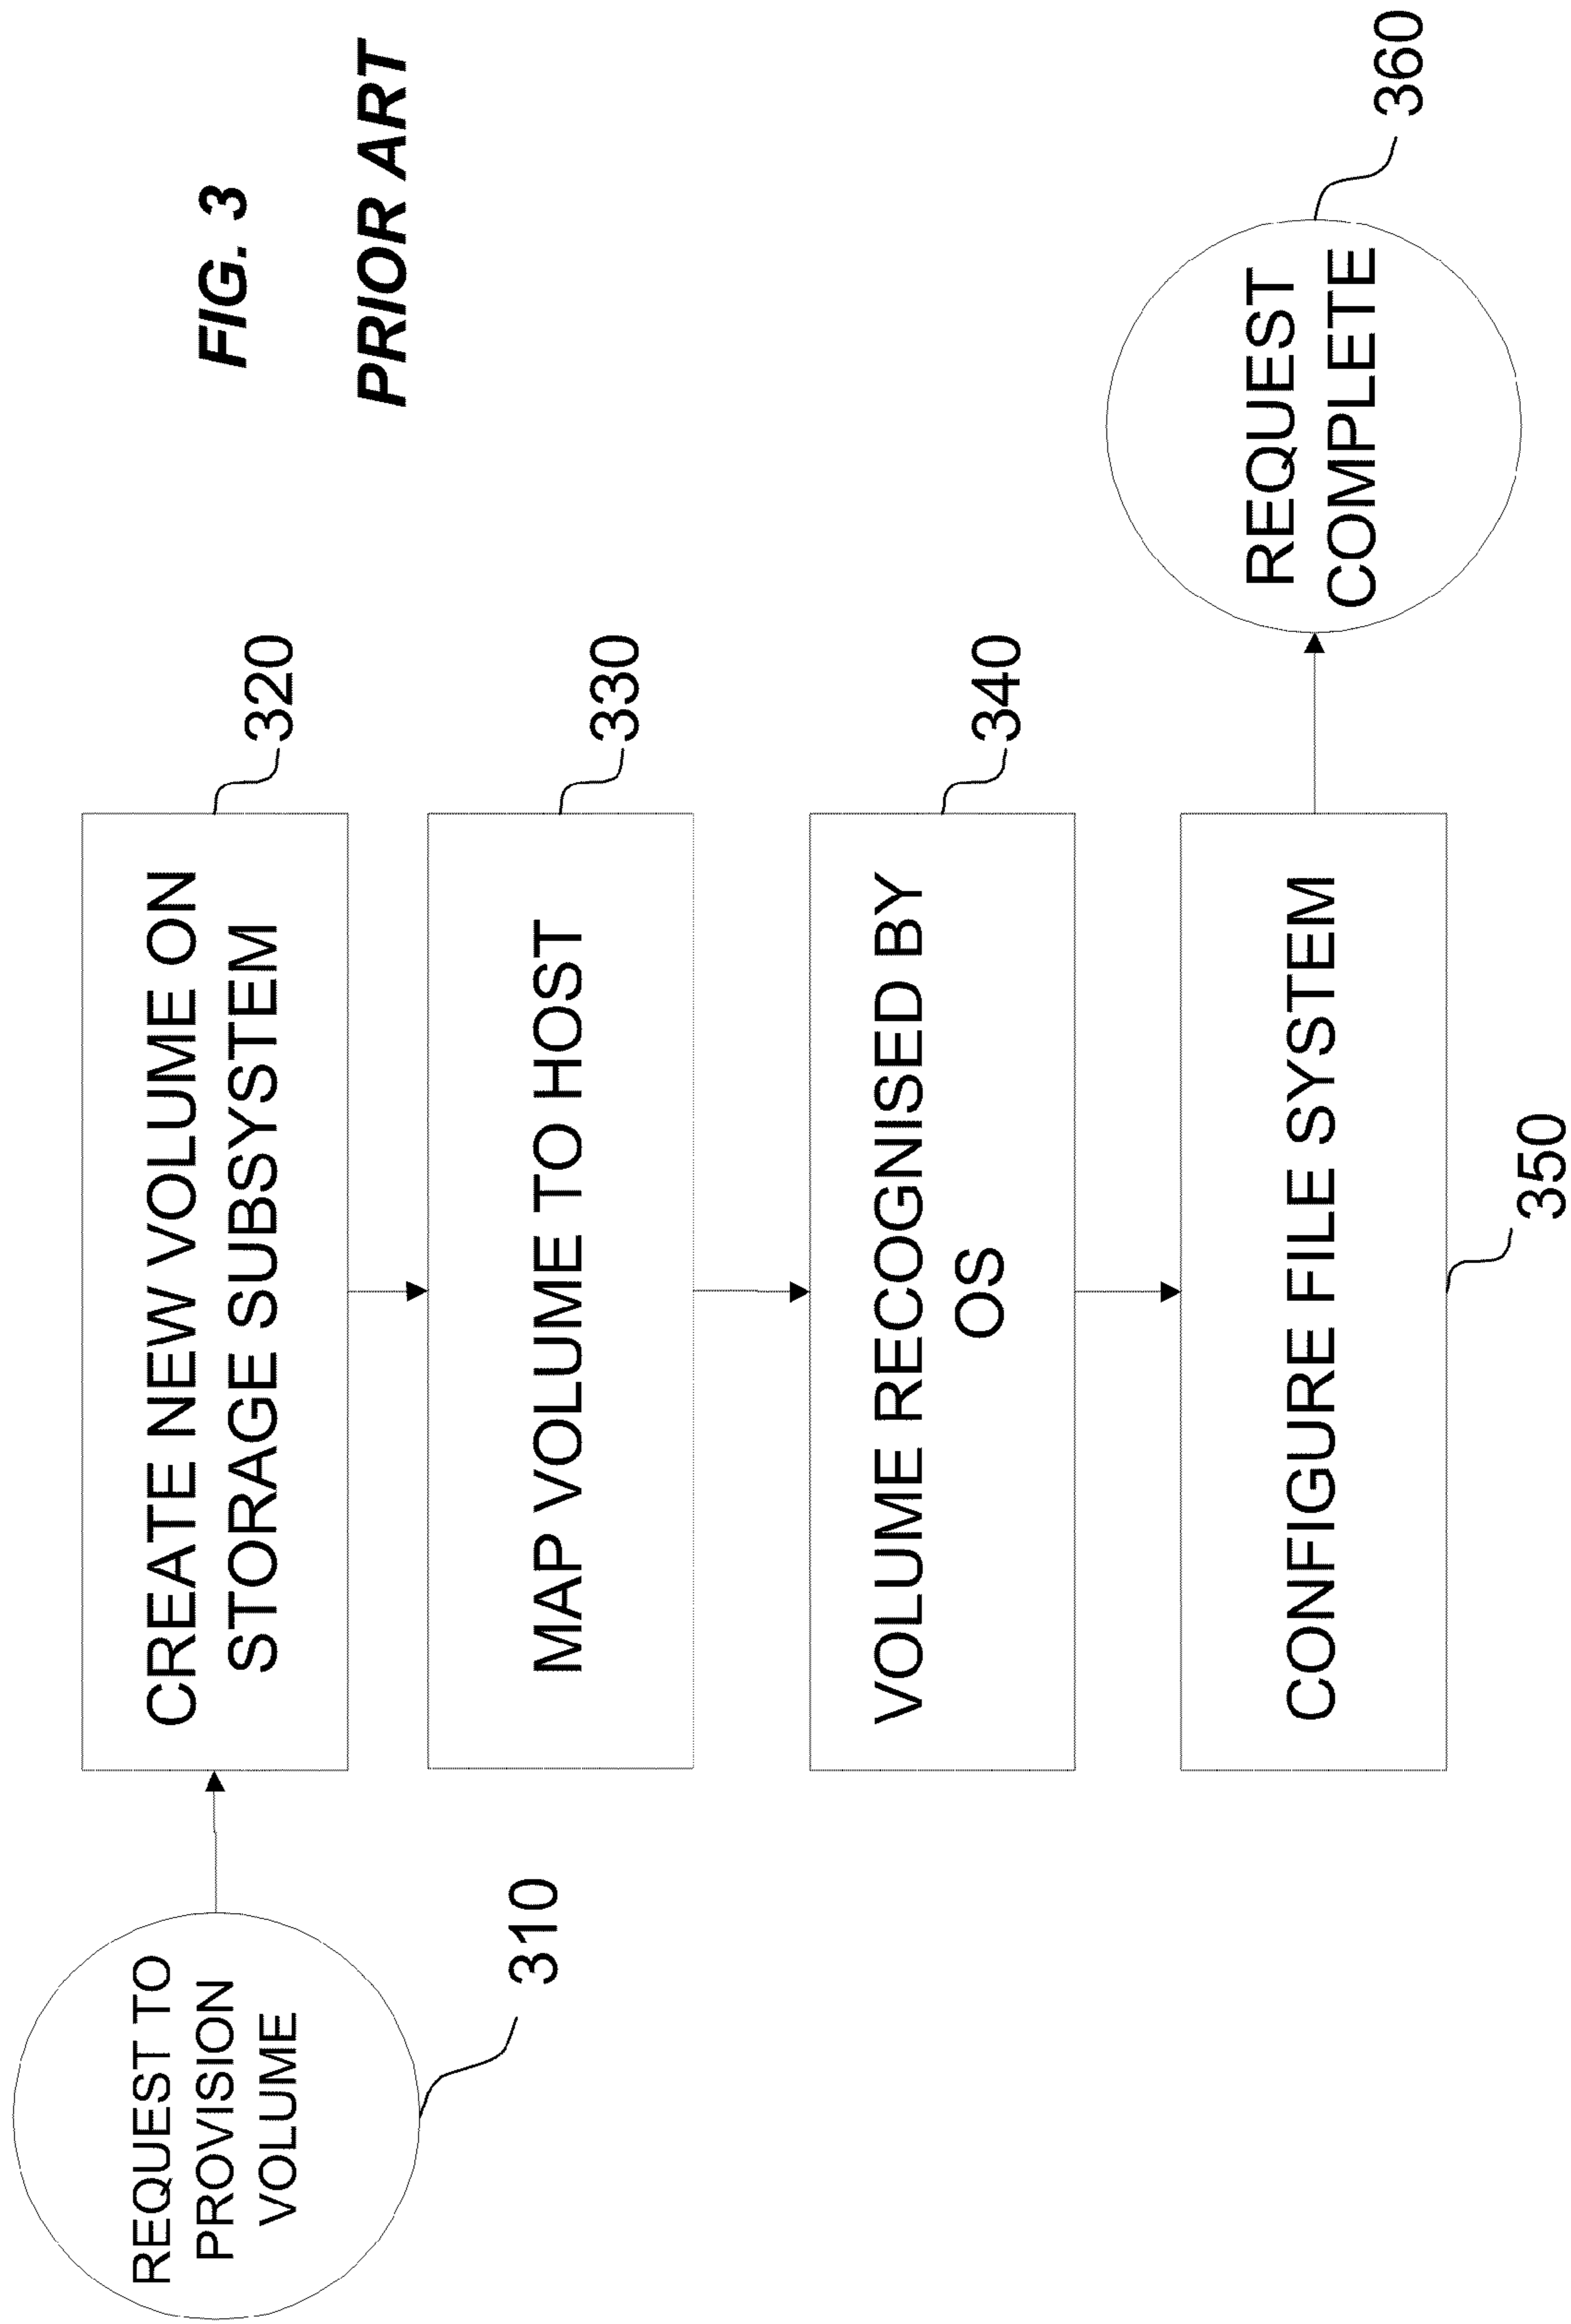 REQUEST TO
PROVISION
VOLUME
310
CREATE NEW VOLUME ON
STORAGE SUBSYSTEM
320
MAP VOLUME TO HOST
330
VOLUME RECOGNISED BY
OS
340
CONFIGURE FILE SYSTEM
350
REQUEST
COMPLETE
360
FIG. 3
PRIOR ART